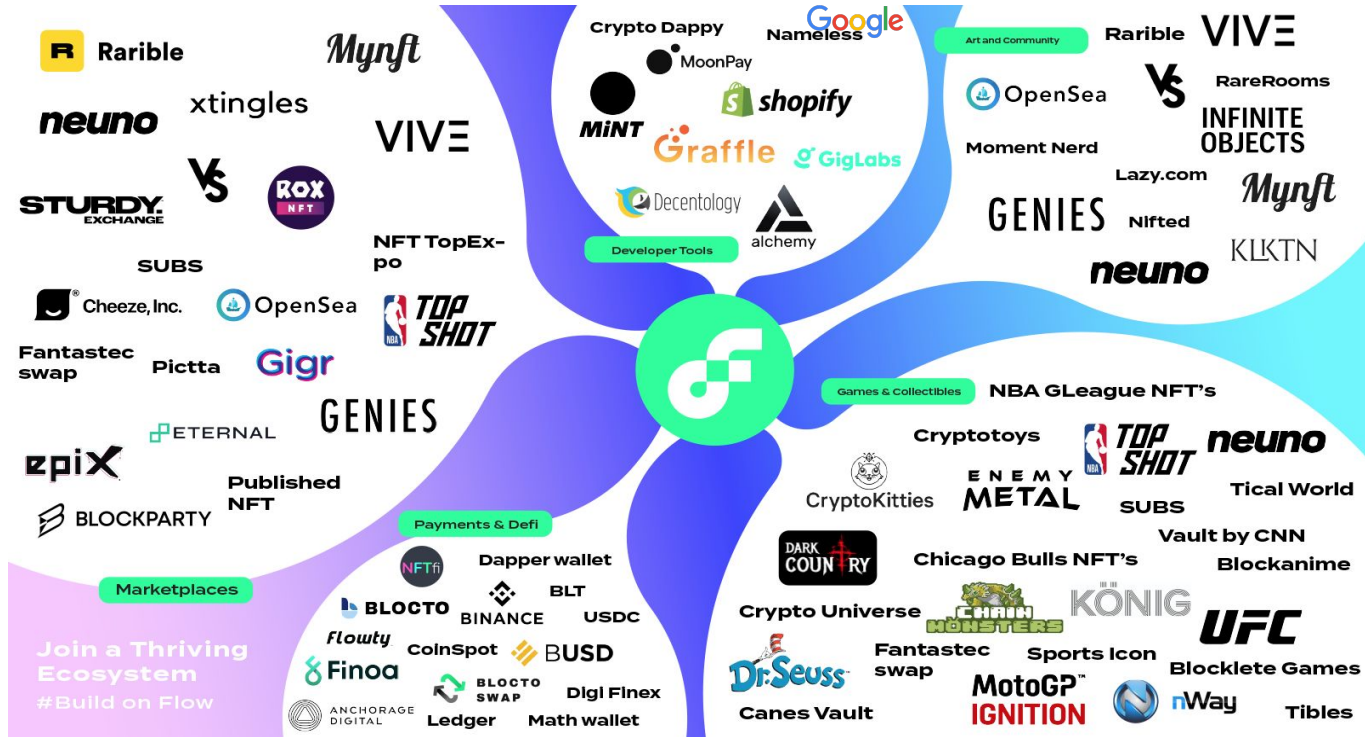 R Rarible
Mynft
neuno
xtingles
VIVE
VS
STURDY.
EXCHANGE
ROX
NFT
NFT TopEx-
po
SUBS
® Cheeze, Inc.
OpenSea
NBA
TOP
SHOT
Fantastec
swap
Pictta
Gigr
GENIES
ETERNAL
epix
Published
NFT
BLOCKPARTY
Marketplaces
Crypto Dappy
Nameless
Google
MoonPay
MiNT
shopify
Graffle
GigLabs
Decentology
alchemy
Developer Tools
Art and Community
Rarible
VIVE
OpenSea
VS
RareRooms
INFINITE
OBJECTS
Moment Nerd
Lazy.com
Mynft
GENIES
Nifted
KLKTN
neuno
Games & Collectibles
NBA GLeague NFT's
Cryptotoys
NBA
TOP
SHOT
neuno
CryptoKitties
ENEMY
METAL
SUBS
Tical World
Vault by CNN
DARK
COUNTRY
Chicago Bulls NFT's
Blockanime
Crypto Universe
CHAIN
MONSTERS
KÖNIG
UFC
Dr. Seuss™
Fantastec
swap
Sports Icon
Blocklete Games
MotoGP™
IGNITION
nWay
Canes Vault
Tibles
Payments & Defi
NFTfi
Dapper wallet
BLOCTO
BINANCE
BLT
USDC
Flowty
CoinSpot
BUSD
Finoa
BLOCTO
SWAP
Digi Finex
ANCHORAGE
DIGITAL
Ledger
Math wallet
Join a Thriving
Ecosystem
#Build on Flow